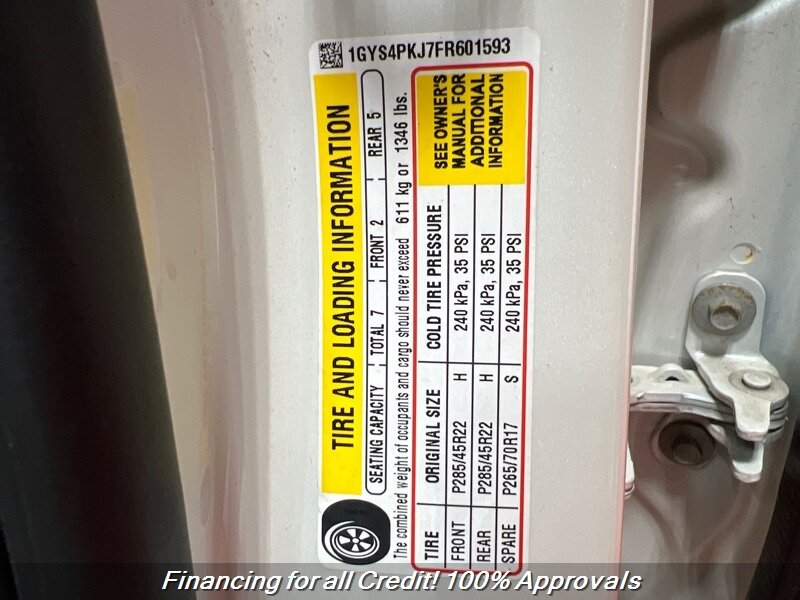 1GYS4PKJ7FR601593
TIRE AND LOADING INFORMATION
SEATING CAPACITY TOTAL 7 FRONT 2 REAR 5
The combined weight of occupants and cargo should never exceed 611 kg or 1346 lbs.
TIRE ORIGINAL SIZE COLD TIRE PRESSURE
FRONT P285/45R22 H 240 kPa, 35 PSI
REAR P285/45R22 H 240 kPa, 35 PSI
SPARE P265/70R17 S 240 kPa, 35 PSI
SEE OWNER'S
MANUAL FOR
ADDITIONAL
INFORMATION
Financing for all Credit! 100% Approvals